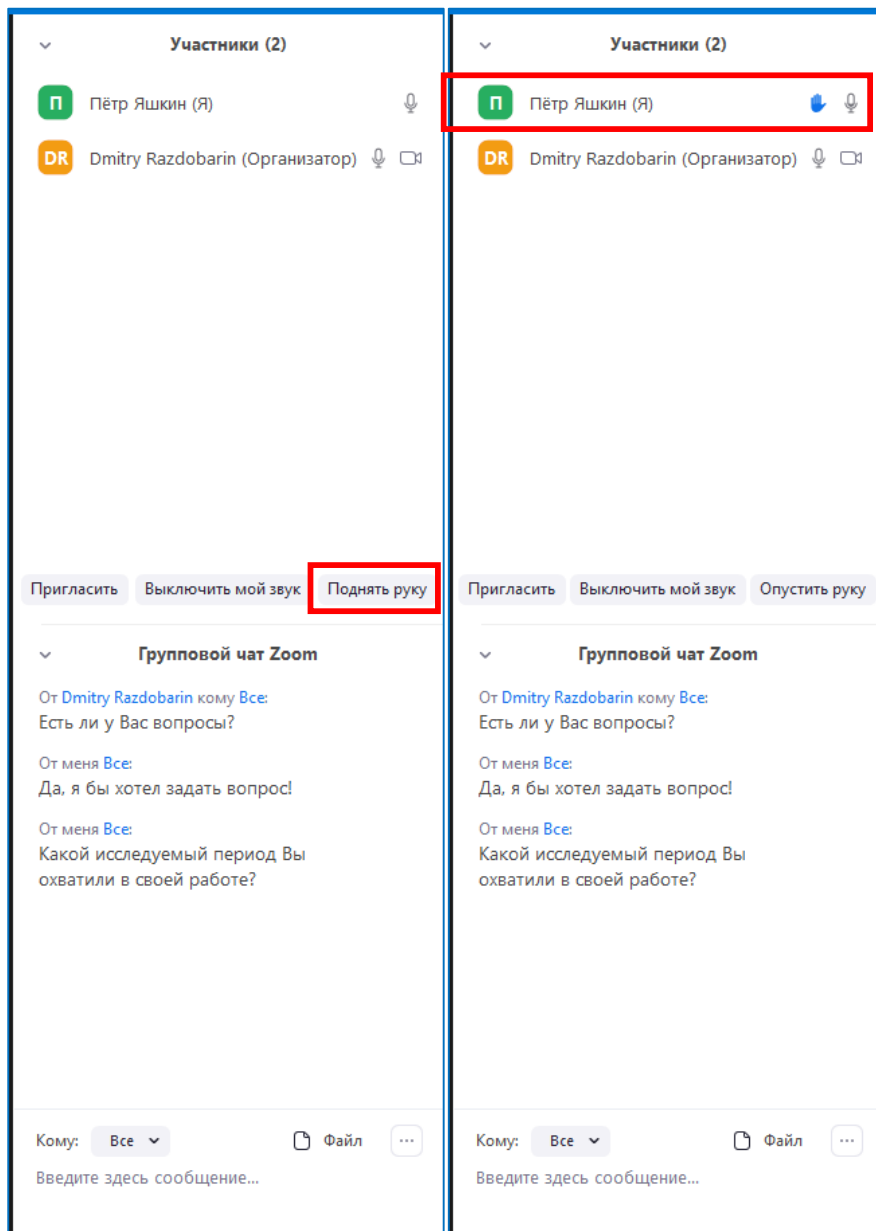 Участники (2)
П Пётр Яшкин (Я)
DR Dmitry Razdobarin (Организатор)
Пригласить Выключить мой звук Поднять руку
Групповой чат Zoom
От Dmitry Razdobarin кому Все:
Есть ли у Вас вопросы?
От меня Все:
Да, я бы хотел задать вопрос!
От меня Все:
Какой исследуемый период Вы
охватили в своей работе?
Кому: Все Файл ...
Введите здесь сообщение...
Участники (2)
П Пётр Яшкин (Я)
DR Dmitry Razdobarin (Организатор)
Пригласить Выключить мой звук Опустить руку
Групповой чат Zoom
От Dmitry Razdobarin кому Все:
Есть ли у Вас вопросы?
От меня Все:
Да, я бы хотел задать вопрос!
От меня Все:
Какой исследуемый период Вы
охватили в своей работе?
Кому: Все Файл ...
Введите здесь сообщение...